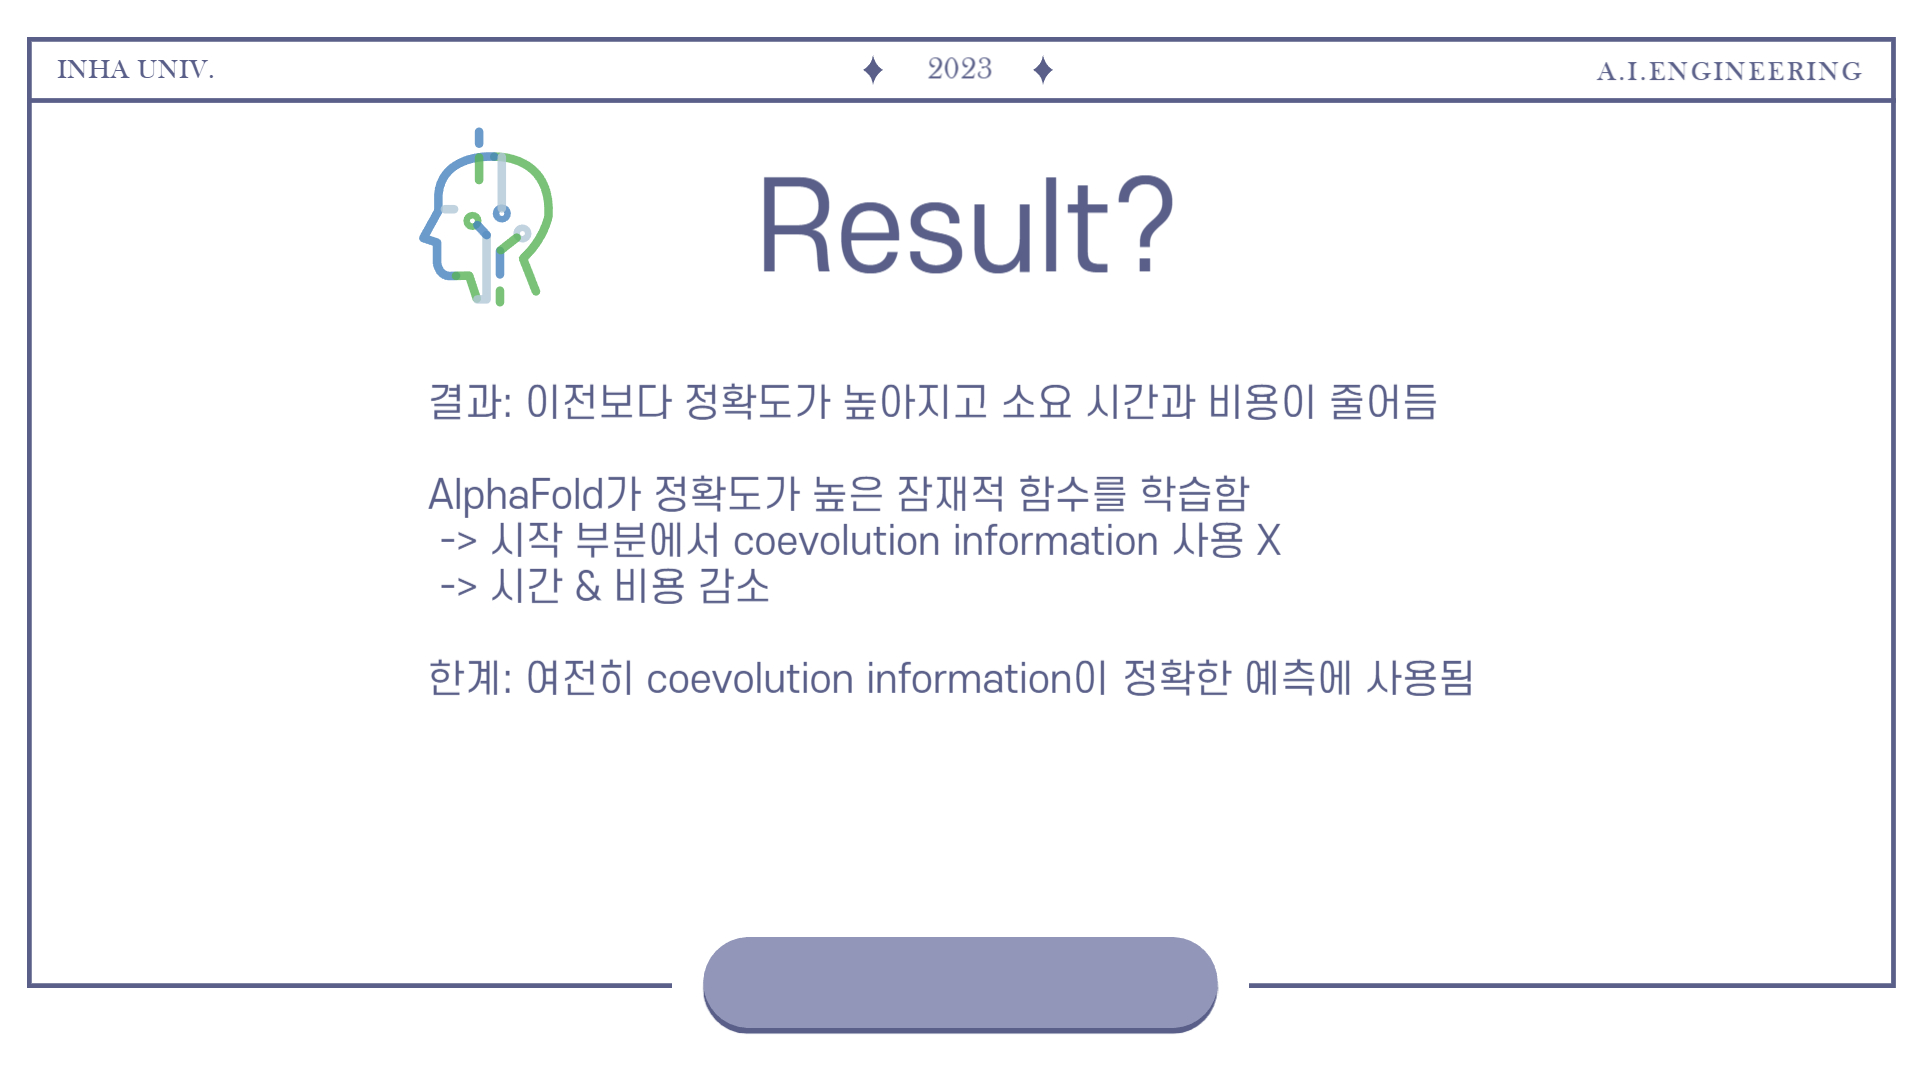 INHA UNIV.
2023
A.I.ENGINEERING
Result?
결과: 이전보다 정확도가 높아지고 소요 시간과 비용이 줄어듬
AlphaFold가 정확도가 높은 잠재적 함수를 학습함
-> 시작 부분에서 coevolution information 사용 X
-> 시간 & 비용 감소
한계: 여전히 coevolution information이 정확한 예측에 사용됨